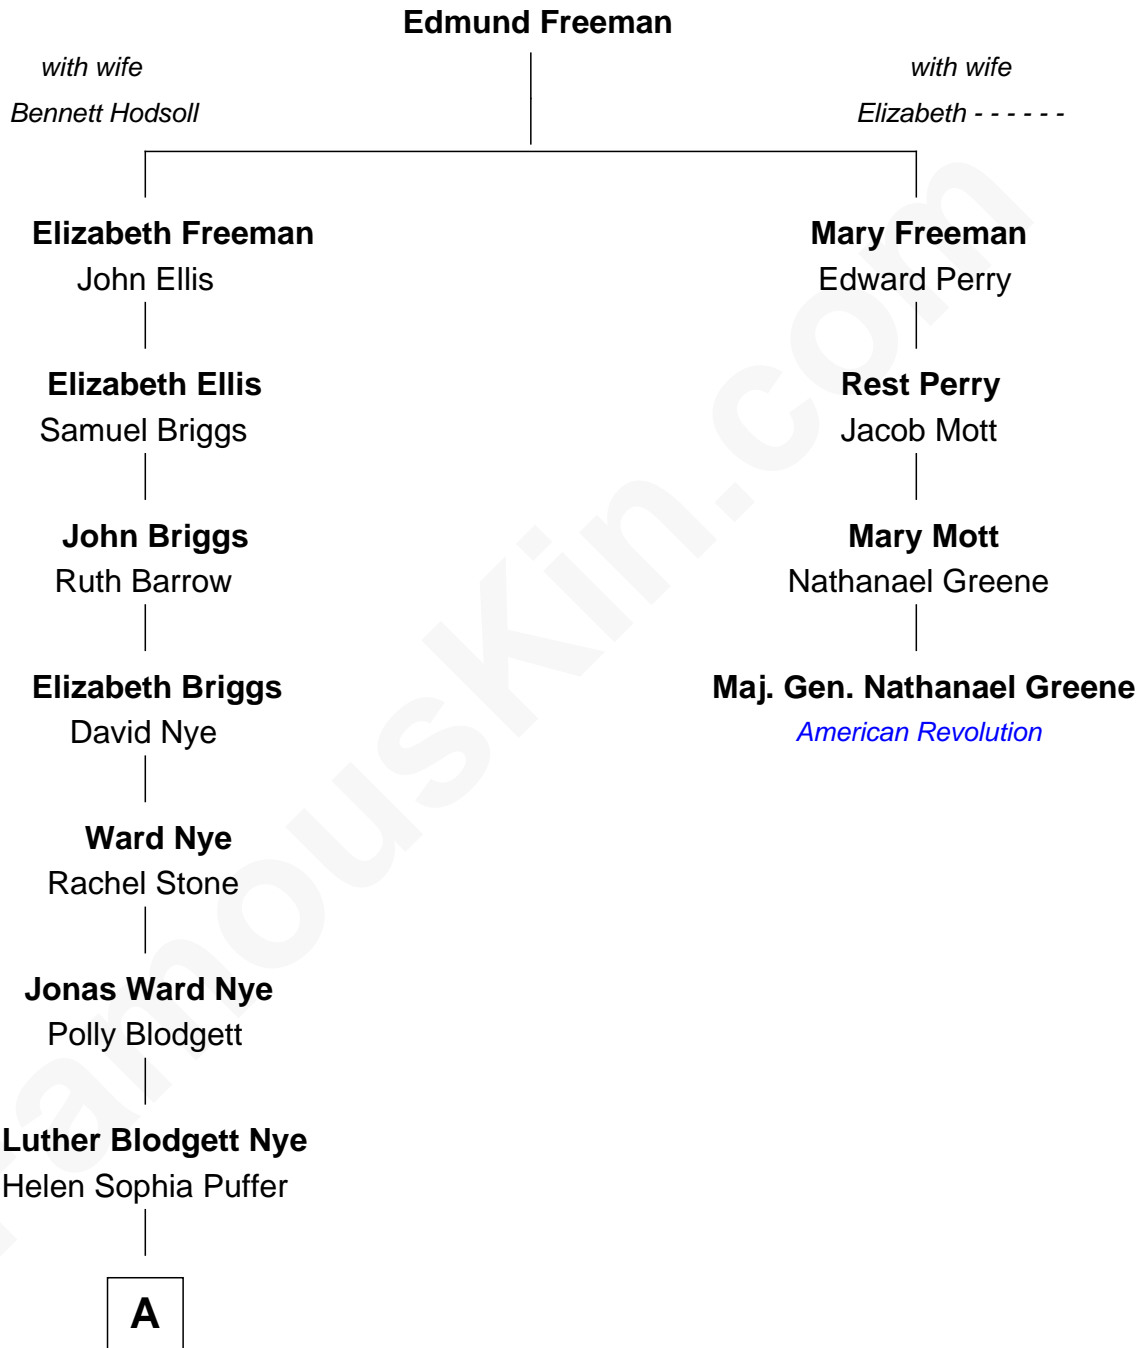 Edmund Freeman
with wife with wife
Bennett Hodsoll Elizabeth - - - - - -
Elizabeth Freeman Mary Freeman
John Ellis Edward Perry
Elizabeth Ellis Rest Perry
Samuel Briggs Jacob Mott
John Briggs Mary Mott
Ruth Barrow Nathanael Greene
Elizabeth Briggs Maj. Gen. Nathanael Greene
David Nye American Revolution
Ward Nye
Rachel Stone
Jonas Ward Nye
Polly Blodgett
Luther Blodgett Nye
Helen Sophia Puffer
A
FamousKin.com